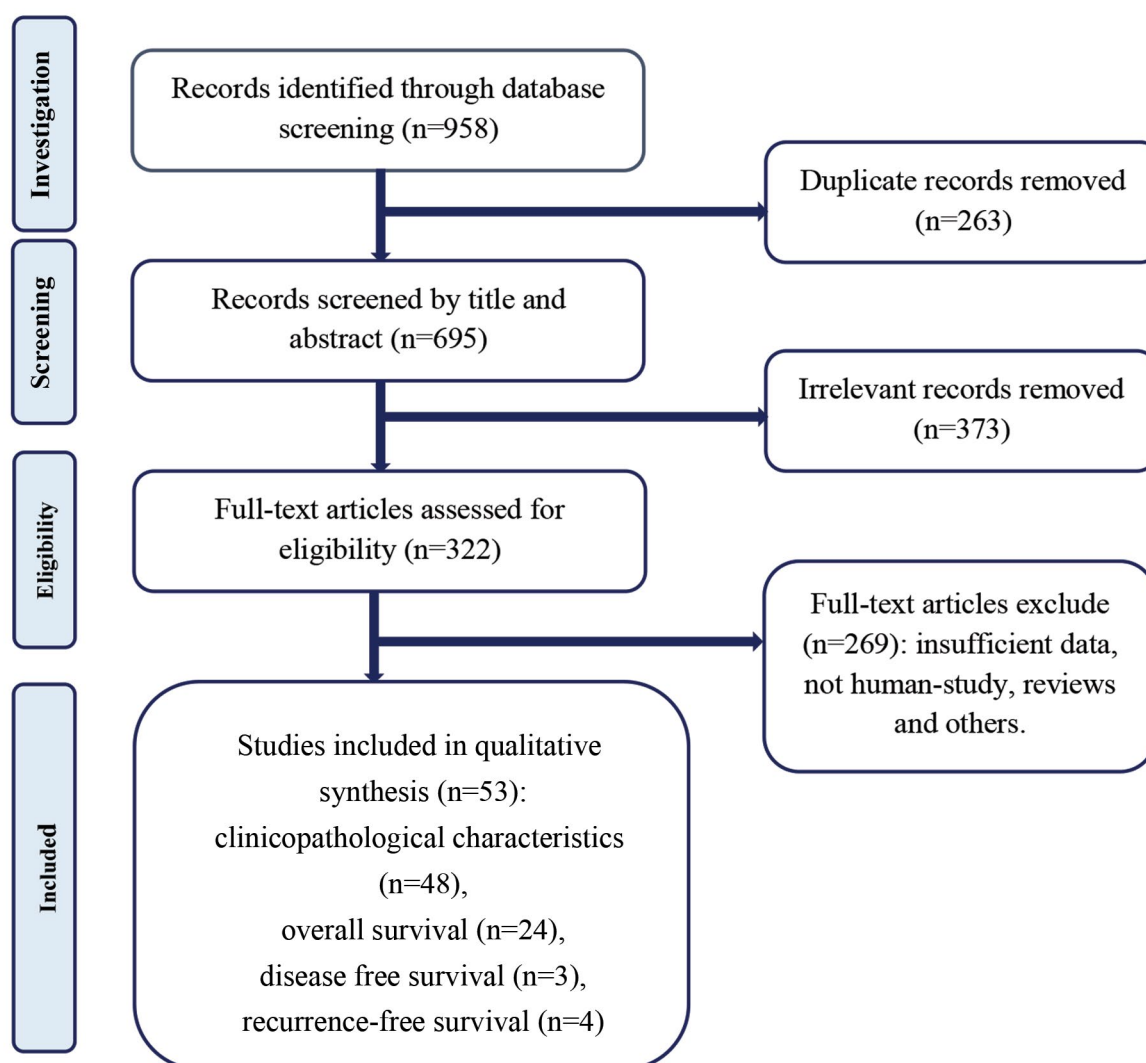 Investigation
Records identified through database
screening (n=958)
Duplicate records removed
(n=263)
Screening
Records screened by title and
abstract (n=695)
Irrelevant records removed
(n=373)
Eligibility
Full-text articles assessed for
eligibility (n=322)
Full-text articles exclude
(n=269): insufficient data,
not human-study, reviews
and others.
Included
Studies included in qualitative
synthesis (n=53):
clinicopathological characteristics
(n=48),
overall survival (n=24),
disease free survival (n=3),
recurrence-free survival (n=4)